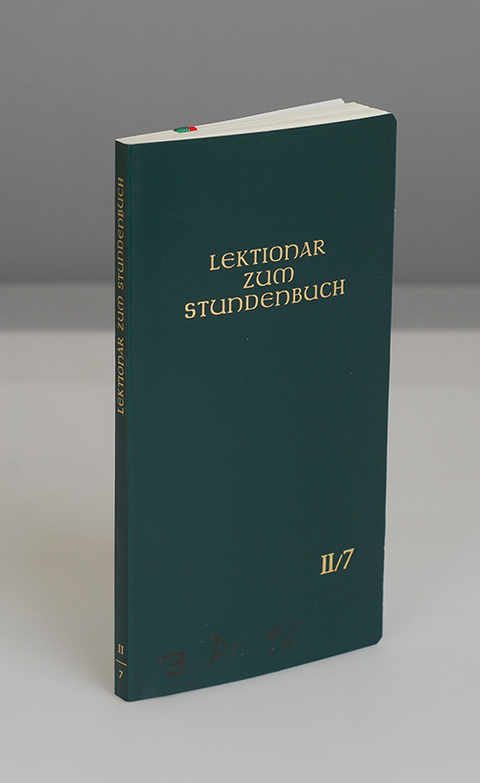 LEKTIONAR ZUM STUNDENBUCH
II
7
LEKTIONAR
ZUM
STUNDENBUCH
II/7